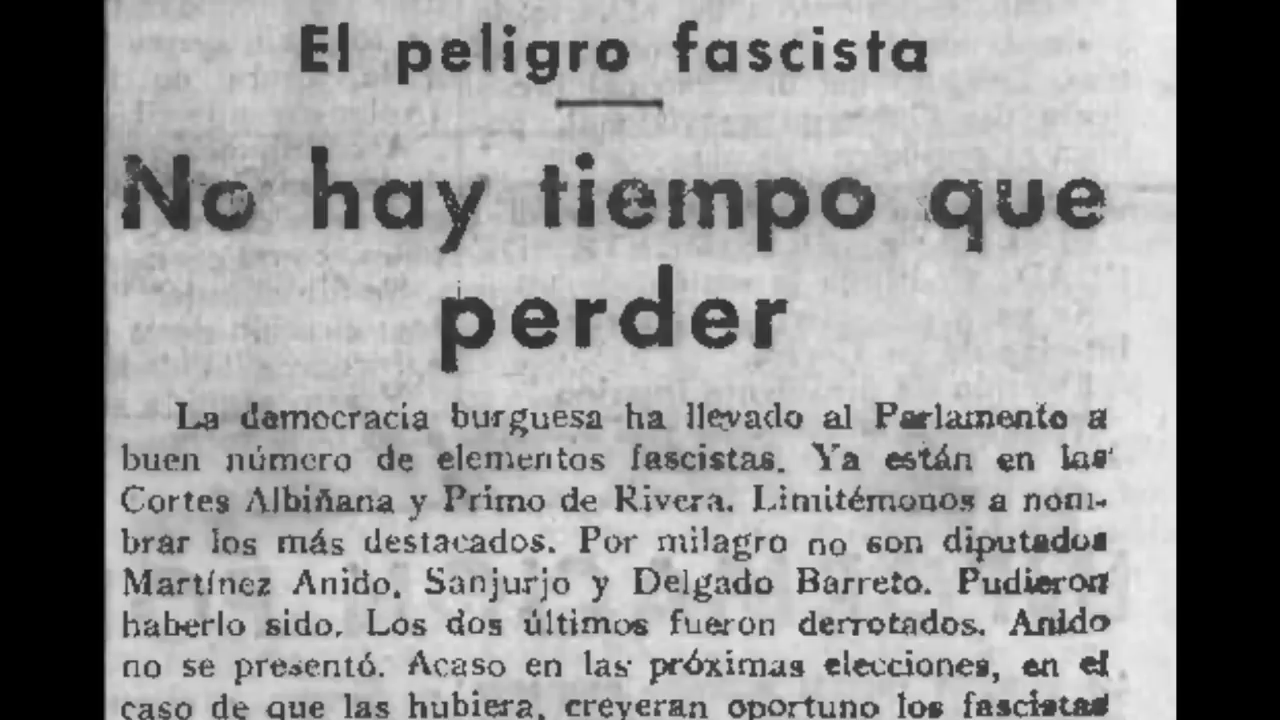 El peligro fascista
No hay tiempo que
perder
La democracia burguesa ha llevado al Parlamento a
buen número de elementos fascistas. Ya están en las
Cortes Albiñana y Primo de Rivera. Limitémonos a nom-
brar los más destacados. Por milagro no son diputados
Martínez Anido, Sanjurjo y Delgado Barreto. Pudieron
haberlo sido. Los dos últimos fueron derrotados. Anido
no se presentó. Acaso en las próximas elecciones, en el
caso de que las hubiera, creyeran oportuno los fascistas